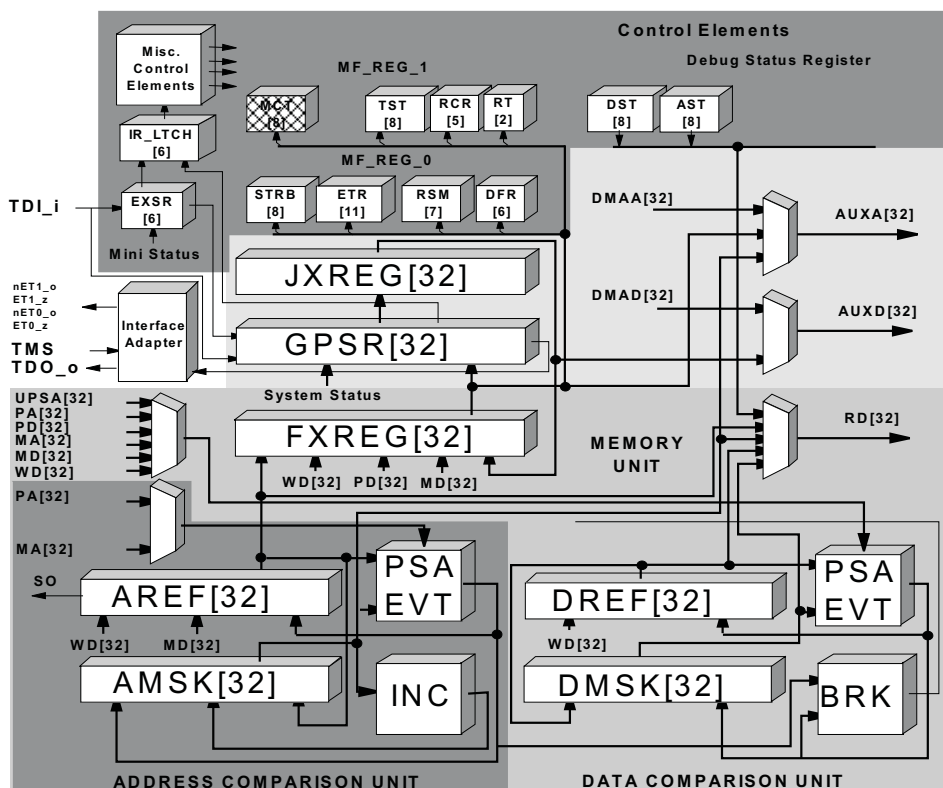 Control Elements
Debug Status Register
Misc.
Control
Elements
MF_REG_1
MCT
[8]
TST
[8]
RCR
[5]
RT
[2]
DST
[8]
AST
[8]
IR_LTCH
[6]
MF_REG_0
TDI_i
EXSR
[6]
STRB
[8]
ETR
[11]
RSM
[7]
DFR
[6]
DMAA[32]
AUXA[32]
Mini Status
JXREG[32]
nET1_o
ET1_z
nET0_o
ET0_z
Interface
Adapter
DMAD[32]
AUXD[32]
GPSR[32]
TMS
TDO_o
System Status
UPSA[32]
PA[32]
PD[32]
MA[32]
MD[32]
WD[32]
FXREG[32]
MEMORY
UNIT
RD[32]
WD[32]
PD[32]
MD[32]
PA[32]
MA[32]
PSA
EVT
PSA
EVT
SO
AREF[32]
DREF[32]
WD[32]
MD[32]
WD[32]
AMSK[32]
INC
DMSK[32]
BRK
ADDRESS COMPARISON UNIT
DATA COMPARISON UNIT